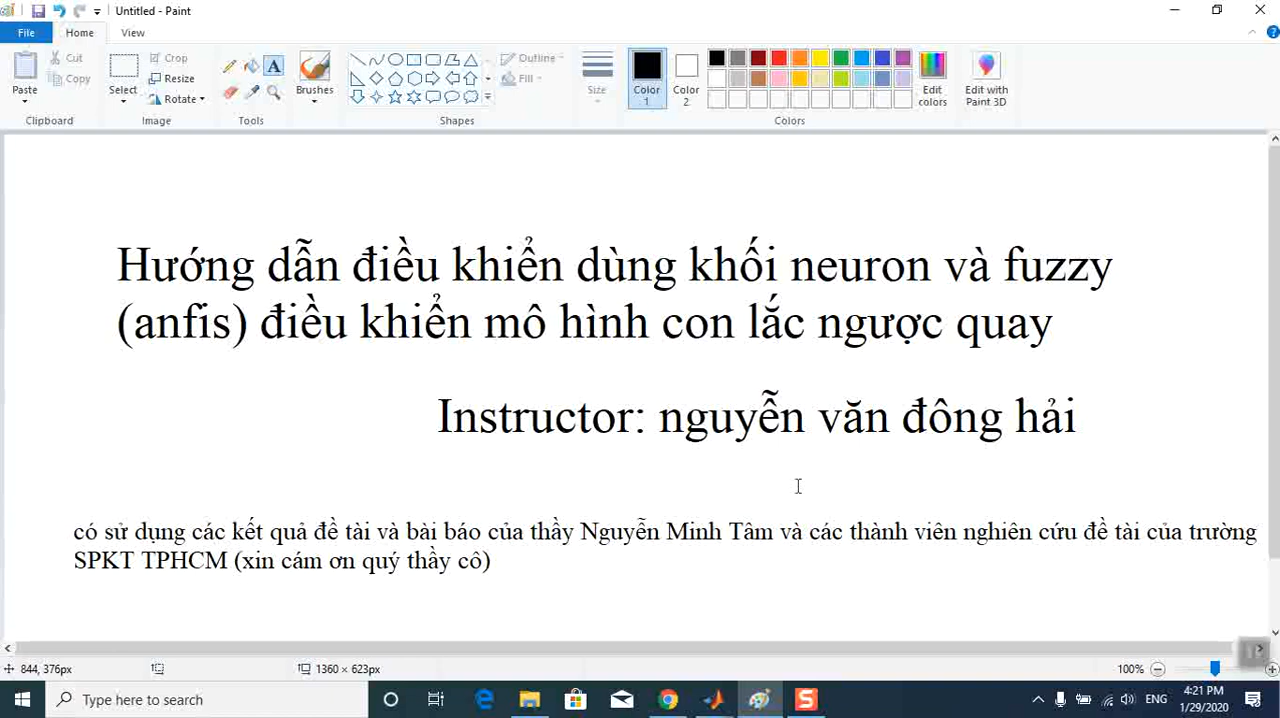 Untitled - Paint
File Home View
Paste
Cut
Copy
Clipboard
Select
Crop
Resize
Rotate
Image
A
Tools
Brushes
Outline
Fill
Shapes
Size
Color 1
Color 2
Edit colors
Colors
Edit with Paint 3D
Hướng dẫn điều khiển dùng khối neuron và fuzzy
(anfis) điều khiển mô hình con lắc ngược quay
Instructor: nguyễn văn đông hải
có sử dụng các kết quả đề tài và bài báo của thầy Nguyễn Minh Tâm và các thành viên nghiên cứu đề tài của trường
SPKT TPHCM (xin cám ơn quý thầy cô)
844, 376px
1360 × 623px
100%
Type here to search
ENG
4:21 PM
1/29/2020